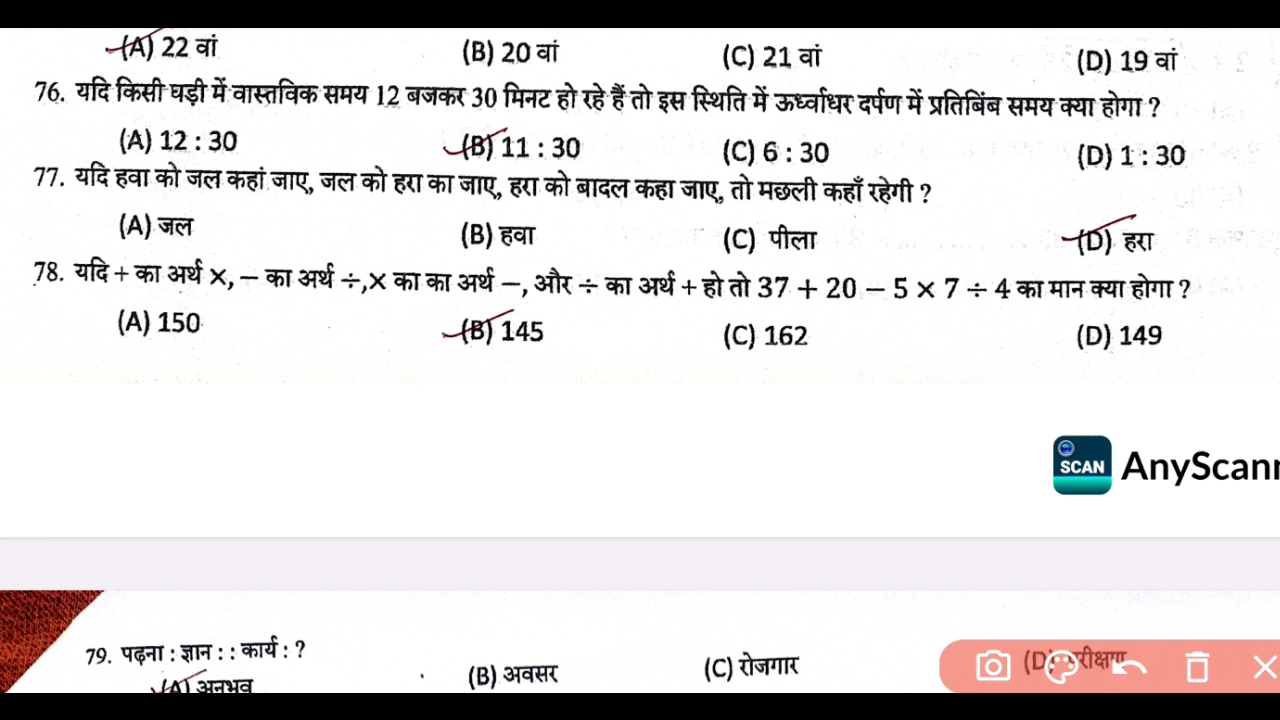 (A) 22 वां (B) 20 वां (C) 21 वां (D) 19 वां
76. यदि किसी घड़ी में वास्तविक समय 12 बजकर 30 मिनट हो रहे हैं तो इस स्थिति में ऊर्ध्वाधर दर्पण में प्रतिबिंब समय क्या होगा ?
(A) 12 : 30 (B) 11 : 30 (C) 6 : 30 (D) 1 : 30
77. यदि हवा को जल कहां जाए, जल को हरा का जाए, हरा को बादल कहा जाए, तो मछली कहाँ रहेगी ?
(A) जल (B) हवा (C) पीला (D) हरा
78. यदि + का अर्थ ×, − का अर्थ ÷,× का का अर्थ −, और ÷ का अर्थ + हो तो 37 + 20 − 5 × 7 ÷ 4 का मान क्या होगा ?
(A) 150 (B) 145 (C) 162 (D) 149
SCAN AnyScann
79. पढ़ना : ज्ञान : : कार्य : ?
(A) अनुभव (B) अवसर (C) रोजगार (D)